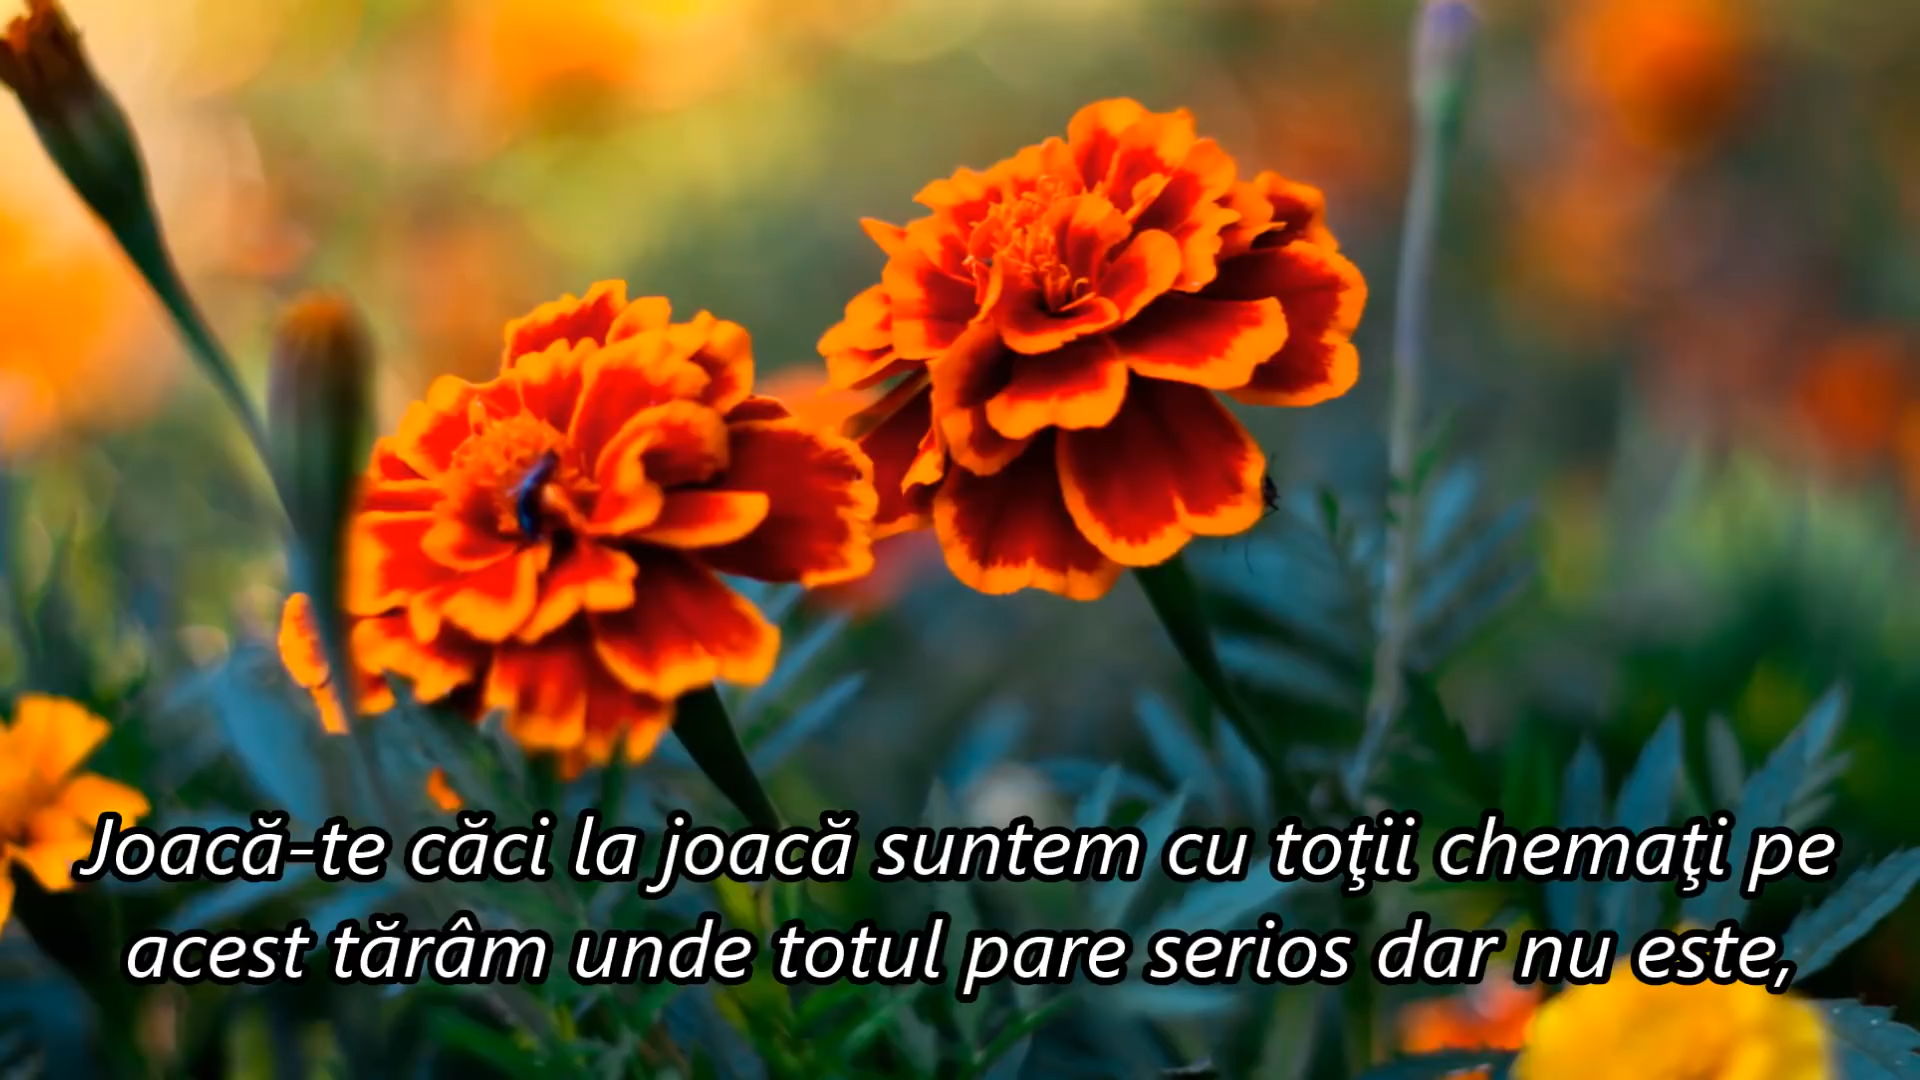 Joacă-te căci la joacă suntem cu toţii chemaţi pe
acest tărâm unde totul pare serios dar nu este,